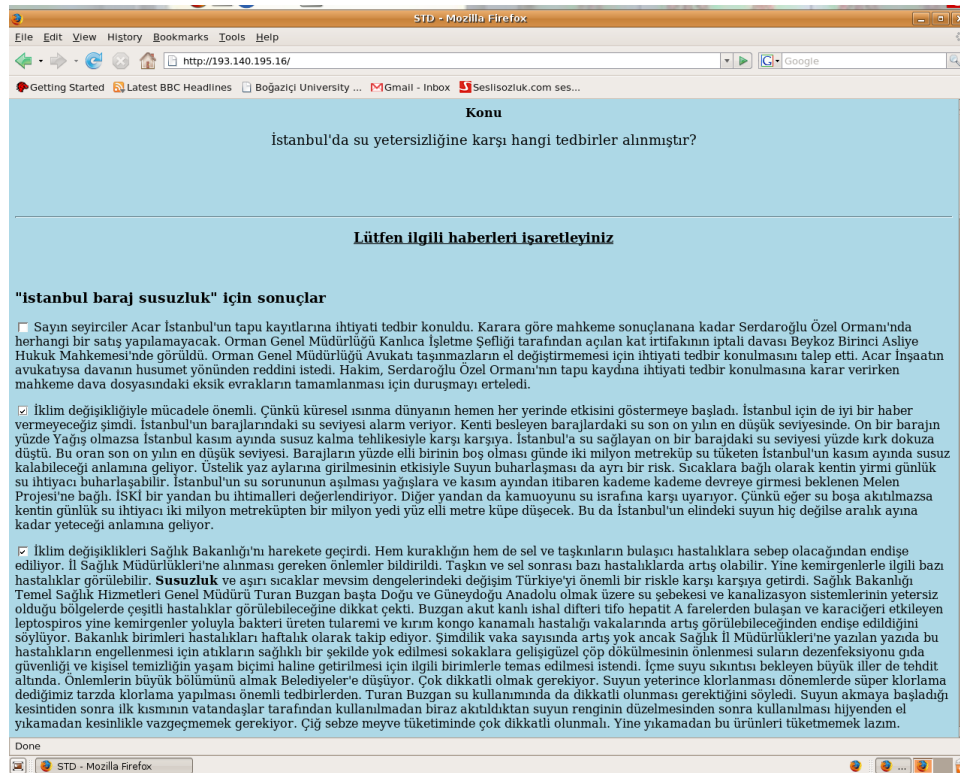 STD - Mozilla Firefox
File Edit View History Bookmarks Tools Help
http://193.140.195.16/
G Google
Getting Started Latest BBC Headlines Boğaziçi University ... Gmail - Inbox Seslisozluk.com ses...
Konu
İstanbul'da su yetersizliğine karşı hangi tedbirler alınmıştır?
Lütfen ilgili haberleri işaretleyiniz
"istanbul baraj susuzluk" için sonuçlar
Sayın seyirciler Acar İstanbul'un tapu kayıtlarına ihtiyati tedbir konuldu. Karara göre mahkeme sonuçlanana kadar Serdaroğlu Özel Ormanı'nda
herhangi bir satış yapılamayacak. Orman Genel Müdürlüğü Kanlıca İşletme Şefliği tarafından açılan kat irtifakının iptali davası Beykoz Birinci Asliye
Hukuk Mahkemesi'nde görüldü. Orman Genel Müdürlüğü Avukatı taşınmazların el değiştirmemesi için ihtiyati tedbir konulmasını talep etti. Acar İnşaatın
avukatıysa davanın husumet yönünden reddini istedi. Hakim, Serdaroğlu Özel Ormanı'nın tapu kaydına ihtiyati tedbir konulmasına karar verirken
mahkeme dava dosyasındaki eksik evrakların tamamlanması için duruşmayı erteledi.
İklim değişikliğiyle mücadele önemli. Çünkü küresel ısınma dünyanın hemen her yerinde etkisini göstermeye başladı. İstanbul için de iyi bir haber
vermeyeceğiz şimdi. İstanbul'un barajlarındaki su seviyesi alarm veriyor. Kenti besleyen barajlardaki su son on yılın en düşük seviyesinde. On bir barajın
yüzde Yağış olmazsa İstanbul kasım ayında susuz kalma tehlikesiyle karşı karşıya. İstanbul'a su sağlayan on bir barajdaki su seviyesi yüzde kırk dokuza
düştü. Bu oran son on yılın en düşük seviyesi. Barajların yüzde elli birinin boş olması günde iki milyon metreküp su tüketen İstanbul'un kasım ayında susuz
kalabileceği anlamına geliyor. Üstelik yaz aylarına girilmesinin etkisiyle Suyun buharlaşması da ayrı bir risk. Sıcaklara bağlı olarak kentin yirmi günlük
su ihtiyacı buharlaşabilir. İstanbul'un su sorununun aşılması yağışlara ve kasım ayından itibaren kademe kademe devreye girmesi beklenen Melen
Projesi'ne bağlı. İSKİ bir yandan bu ihtimalleri değerlendiriyor. Diğer yandan da kamuoyunu su israfına karşı uyarıyor. Çünkü eğer su boşa akıtılmazsa
kentin günlük su ihtiyacı iki milyon metreküpten bir milyon yedi yüz elli metre küpe düşecek. Bu da İstanbul'un elindeki suyun hiç değilse aralık ayına
kadar yeteceği anlamına geliyor.
İklim değişiklikleri Sağlık Bakanlığı'nı harekete geçirdi. Hem kuraklığın hem de sel ve taşkınların bulaşıcı hastalıklara sebep olacağından endişe
ediliyor. İl Sağlık Müdürlükleri'ne alınması gereken önlemler bildirildi. Taşkın ve sel sonrası bazı hastalıklarda artış olabilir. Yine kemirgenlerle ilgili bazı
hastalıklar görülebilir. Susuzluk ve aşırı sıcaklar mevsim dengelerindeki değişim Türkiye'yi önemli bir riskle karşı karşıya getirdi. Sağlık Bakanlığı
Temel Sağlık Hizmetleri Genel Müdürü Turan Buzgan başta Doğu ve Güneydoğu Anadolu olmak üzere su şebekesi ve kanalizasyon sistemlerinin yetersiz
olduğu bölgelerde çeşitli hastalıklar görülebileceğine dikkat çekti. Buzgan akut kanlı ishal difteri tifo hepatit A farelerden bulaşan ve karaciğeri etkileyen
leptospiros yine kemirgenler yoluyla bakteri üreten tularemi ve kırım kongo kanamalı hastalığı vakalarında artış görülebileceğinden endişe edildiğini
söylüyor. Bakanlık birimleri hastalıkları haftalık olarak takip ediyor. Şimdilik vaka sayısında artış yok ancak Sağlık İl Müdürlükleri'ne yazılan yazıda bu
hastalıkların engellenmesi için atıkların sağlıklı bir şekilde yok edilmesi sokaklara gelişigüzel çöp dökülmesinin önlenmesi suların dezenfeksiyonu gıda
güvenliği ve kişisel temizliğin yaşam biçimi haline getirilmesi için ilgili birimlerle temas edilmesi istendi. İçme suyu sıkıntısı bekleyen büyük iller de tehdit
altında. Önlemlerin büyük bölümünü almak Belediyeler'e düşüyor. Çok dikkatli olmak gerekiyor. Suyun yeterince klorlanması dönemlerde süper klorlama
dediğimiz tarzda klorlama yapılması önemli tedbirlerden. Turan Buzgan su kullanımında da dikkatli olunması gerektiğini söyledi. Suyun akmaya başladığı
kesintiden sonra ilk kısmının vatandaşlar tarafından kullanılmadan biraz akıtıldıktan suyun renginin düzelmesinden sonra kullanılması hijyenden el
yıkamadan kesinlikle vazgeçmemek gerekiyor. Çiğ sebze meyve tüketiminde çok dikkatli olunmalı. Yine yıkamadan bu ürünleri tüketmemek lazım.
Done
STD - Mozilla Firefox